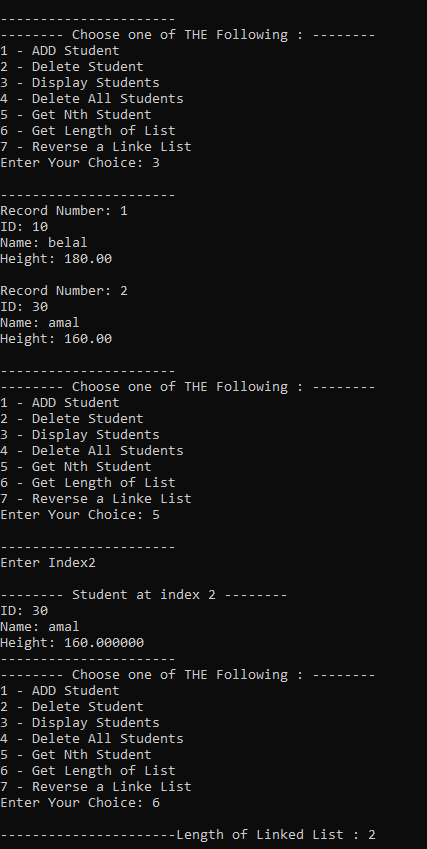 ----------------------
-------- Choose one of THE Following : --------
1 - ADD Student
2 - Delete Student
3 - Display Students
4 - Delete All Students
5 - Get Nth Student
6 - Get Length of List
7 - Reverse a Linke List
Enter Your Choice: 3
----------------------
Record Number: 1
ID: 10
Name: belal
Height: 180.00
Record Number: 2
ID: 30
Name: amal
Height: 160.00
----------------------
-------- Choose one of THE Following : --------
1 - ADD Student
2 - Delete Student
3 - Display Students
4 - Delete All Students
5 - Get Nth Student
6 - Get Length of List
7 - Reverse a Linke List
Enter Your Choice: 5
----------------------
Enter Index2
-------- Student at index 2 --------
ID: 30
Name: amal
Height: 160.000000
----------------------
-------- Choose one of THE Following : --------
1 - ADD Student
2 - Delete Student
3 - Display Students
4 - Delete All Students
5 - Get Nth Student
6 - Get Length of List
7 - Reverse a Linke List
Enter Your Choice: 6
----------------------Length of Linked List : 2